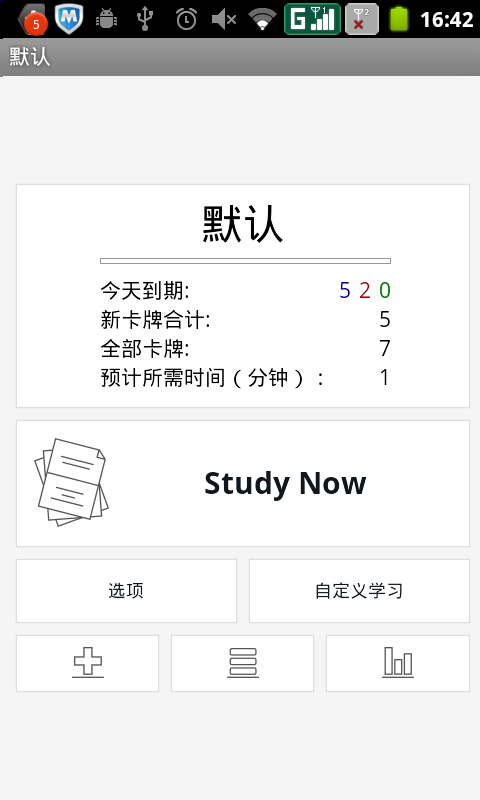 5 M G 1 2 16:42
默认
默认
今天到期: 5 2 0
新卡牌合计: 5
全部卡牌: 7
预计所需时间（分钟）： 1
Study Now
选项 自定义学习